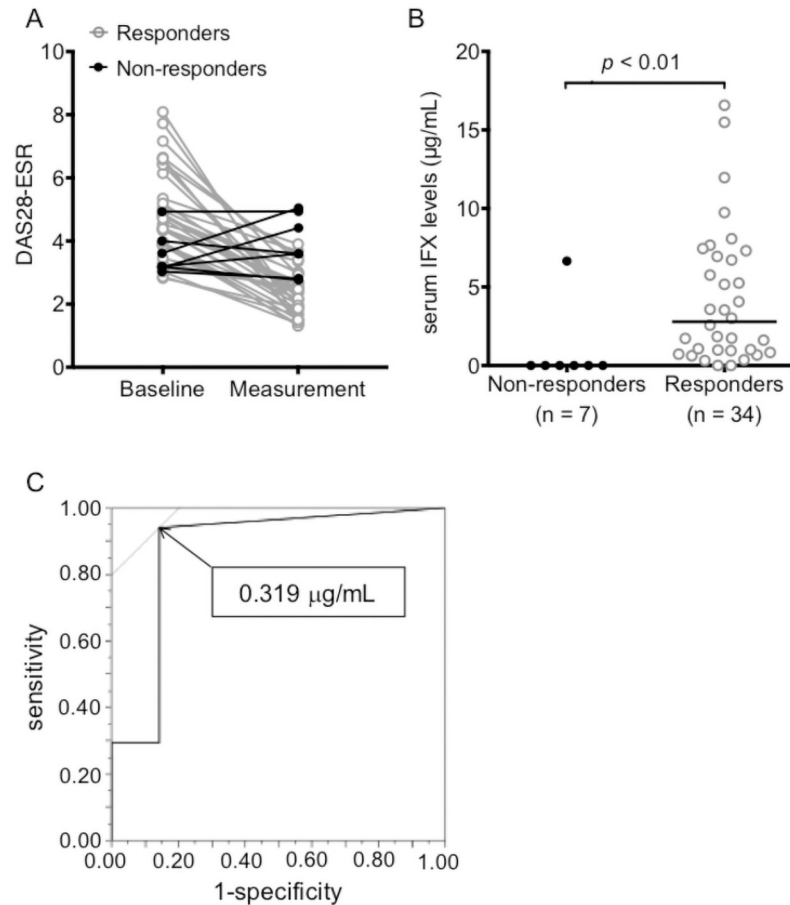 A
Responders
Non-responders
10
8
6
4
2
0
DAS28-ESR
Baseline Measurement
B
20
15
10
5
0
serum IFX levels (µg/mL)
p < 0.01
Non-responders Responders
(n = 7) (n = 34)
C
1.00
0.80
0.60
0.40
0.20
0.00
sensitivity
0.319 µg/mL
0.00 0.20 0.40 0.60 0.80 1.00
1-specificity